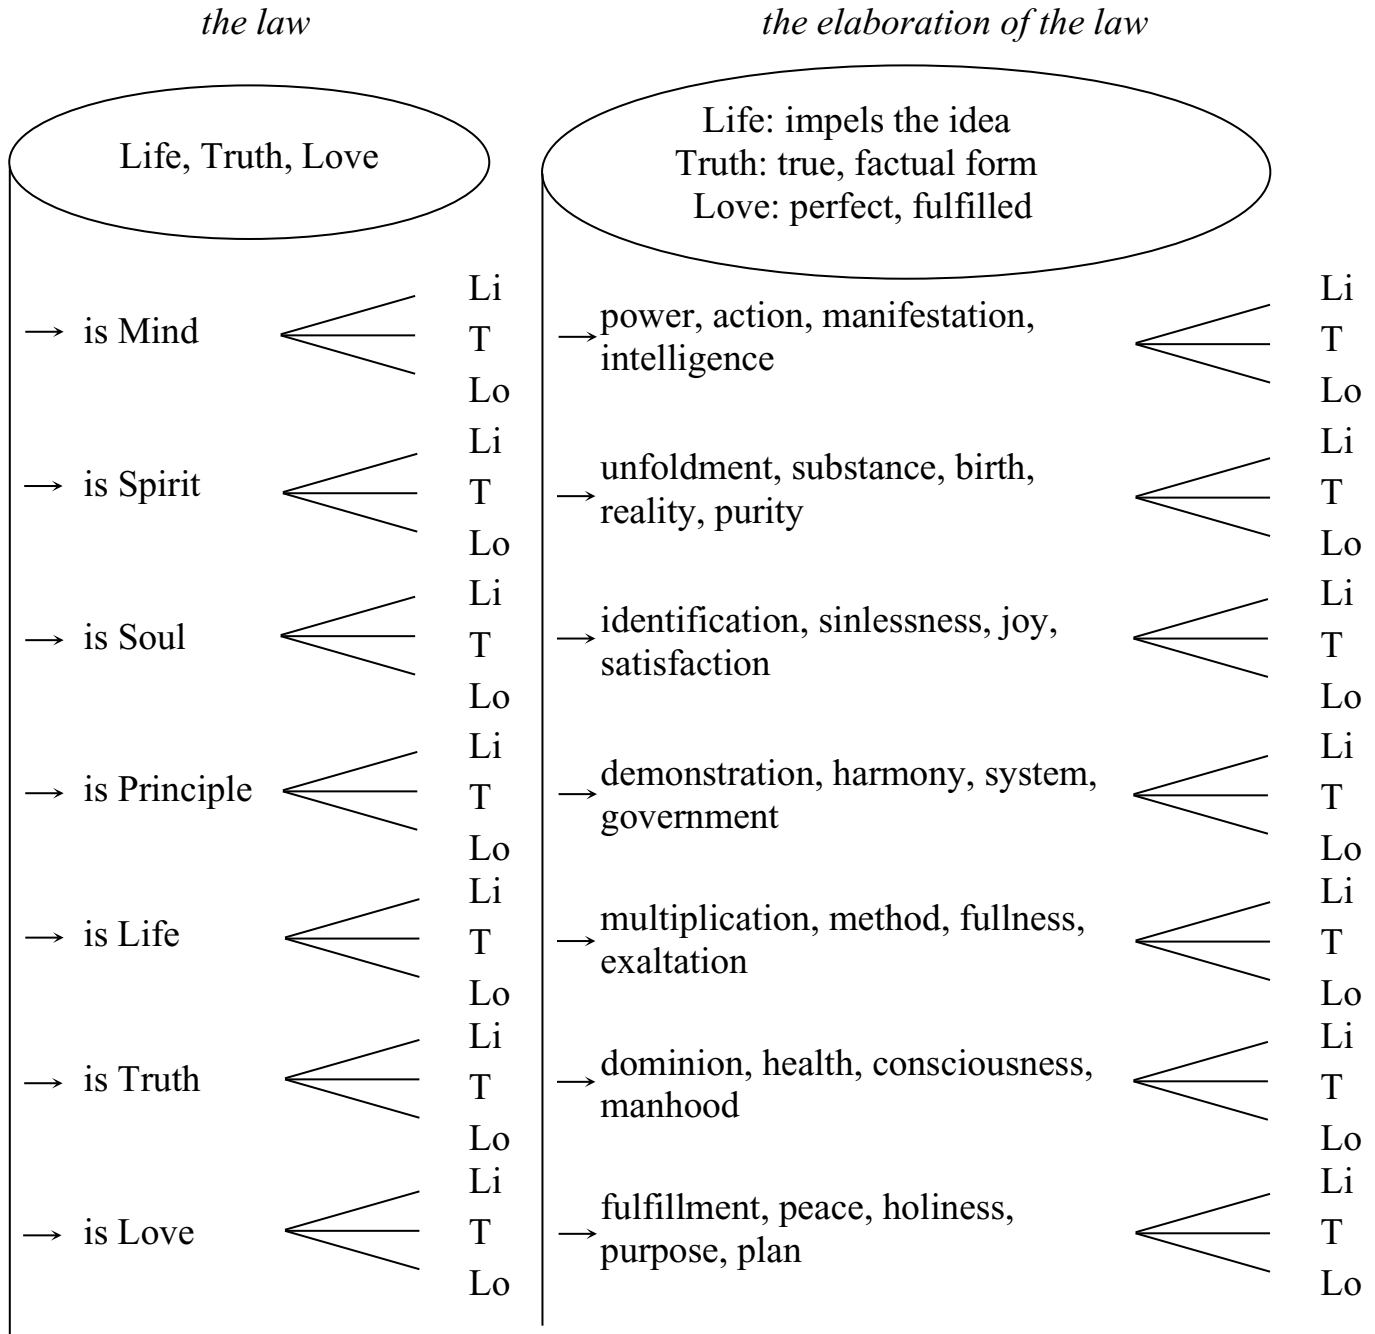 the law
the elaboration of the law
Life, Truth, Love
Life: impels the idea
Truth: true, factual form
Love: perfect, fulfilled
is Mind
Li
T
Lo
power, action, manifestation,
intelligence
Li
T
Lo
is Spirit
Li
T
Lo
unfoldment, substance, birth,
reality, purity
Li
T
Lo
is Soul
Li
T
Lo
identification, sinlessness, joy,
satisfaction
Li
T
Lo
is Principle
Li
T
Lo
demonstration, harmony, system,
government
Li
T
Lo
is Life
Li
T
Lo
multiplication, method, fullness,
exaltation
Li
T
Lo
is Truth
Li
T
Lo
dominion, health, consciousness,
manhood
Li
T
Lo
is Love
Li
T
Lo
fulfillment, peace, holiness,
purpose, plan
Li
T
Lo